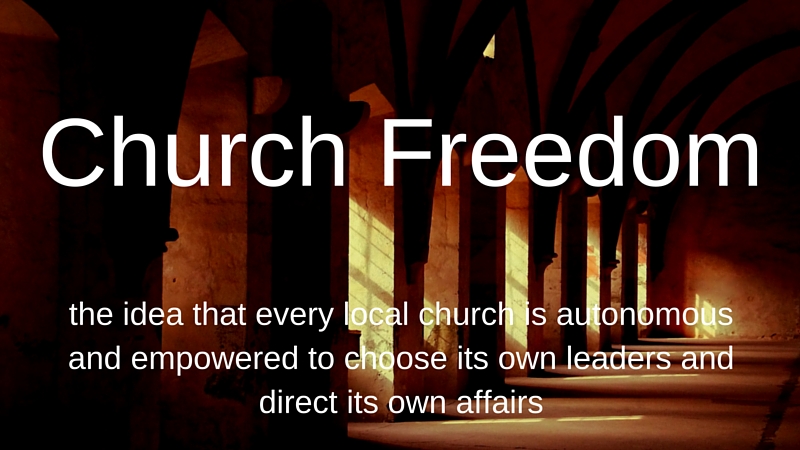 Church Freedom
the idea that every local church is autonomous
and empowered to choose its own leaders and
direct its own affairs